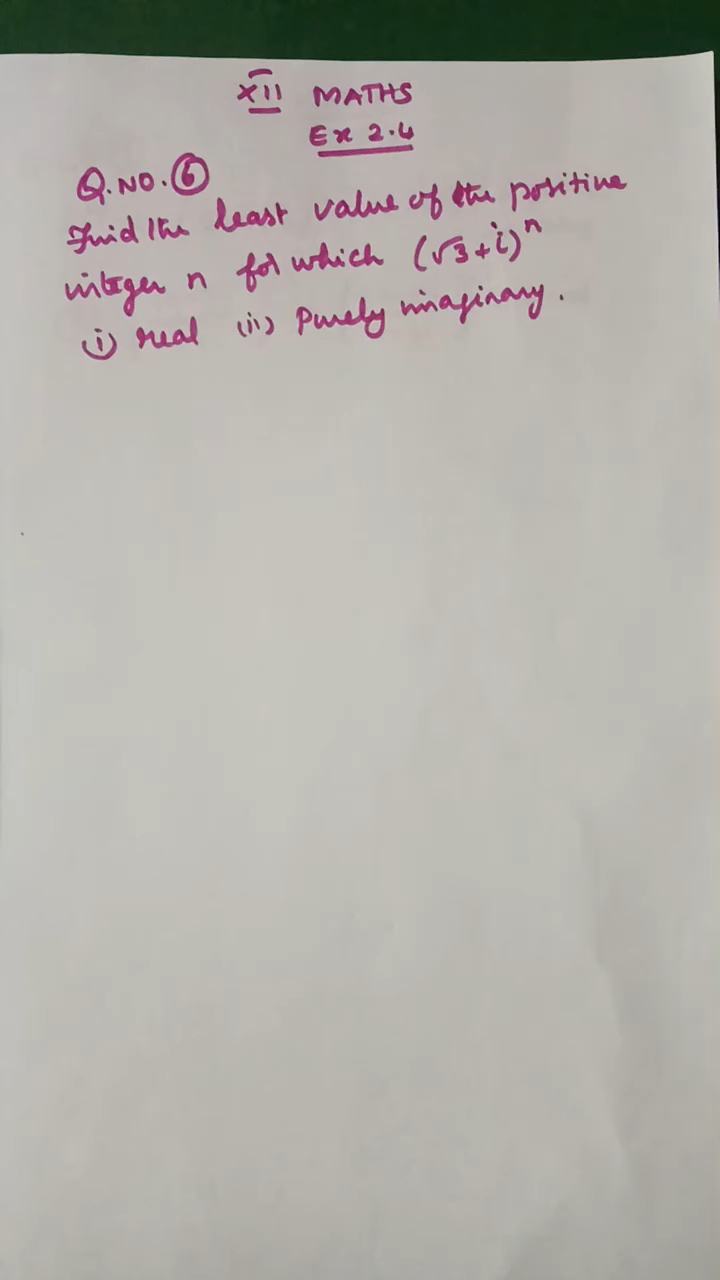 XII MATHS
Ex 2.4
Q.NO. 6
Find the least value of the positive
integer n for which (√3+i)ⁿ
(i) real (ii) Purely imaginary.